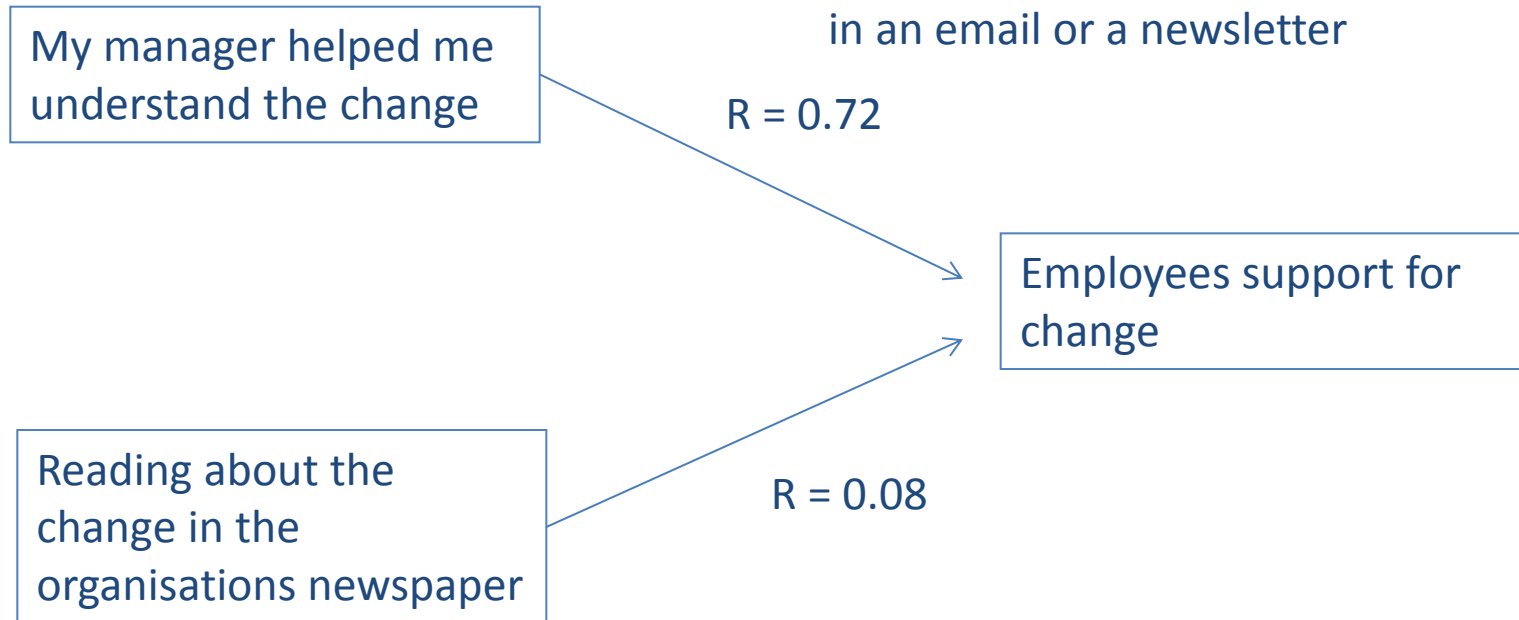 in an email or a newsletter
My manager helped me
understand the change
R = 0.72
Employees support for
change
Reading about the
change in the
organisations newspaper
R = 0.08